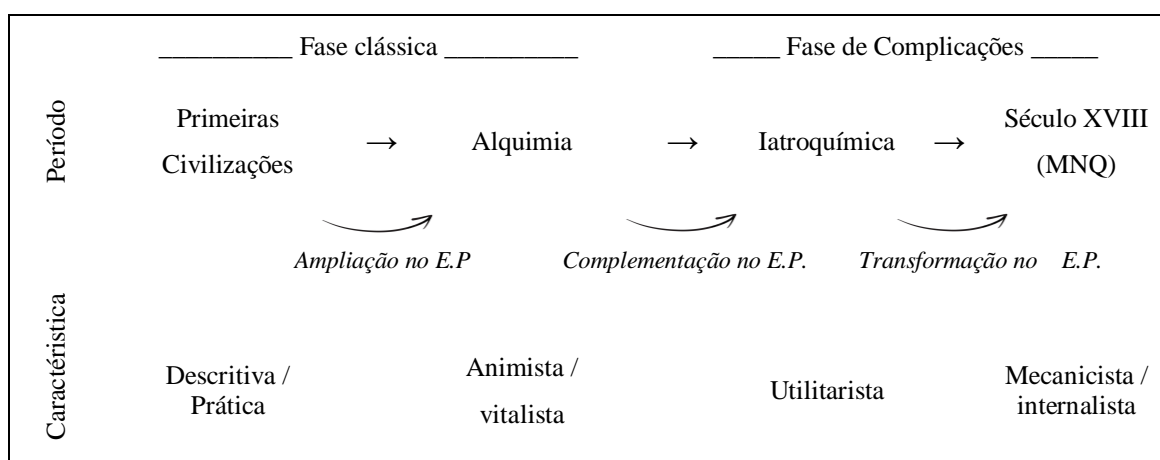 __________ Fase clássica __________ _____ Fase de Complicações _____
Período
Primeiras
Civilizações
→
Alquimia
→
Iatroquímica
→
Século XVIII
(MNQ)
Ampliação no E.P
Complementação no E.P.
Transformação no E.P.
Caractéristica
Descritiva /
Prática
Animista /
vitalista
Utilitarista
Mecanicista /
internalista